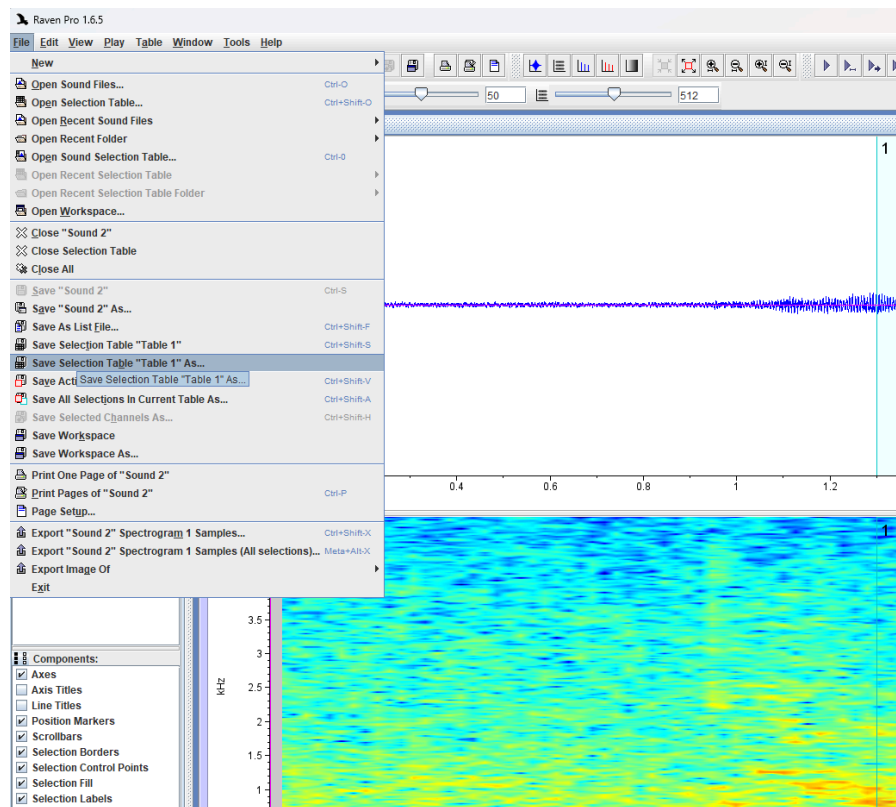 Raven Pro 1.6.5
File Edit View Play Table Window Tools Help
New
Open Sound Files... Ctrl-O
Open Selection Table... Ctrl+Shift-O
Open Recent Sound Files
Open Recent Folder
Open Sound Selection Table... Ctrl-0
Open Recent Selection Table
Open Recent Selection Table Folder
Open Workspace...
Close "Sound 2"
Close Selection Table
Close All
Save "Sound 2" Ctrl-S
Save "Sound 2" As...
Save As List File... Ctrl+Shift-F
Save Selection Table "Table 1" Ctrl+Shift-S
Save Selection Table "Table 1" As...
Save Acti Ctrl+Shift-V
Save Selection Table "Table 1" As...
Save All Selections In Current Table As... Ctrl+Shift-A
Save Selected Channels As... Ctrl+Shift-H
Save Workspace
Save Workspace As...
Print One Page of "Sound 2"
Print Pages of "Sound 2" Ctrl-P
Page Setup...
Export "Sound 2" Spectrogram 1 Samples... Ctrl+Shift-X
Export "Sound 2" Spectrogram 1 Samples (All selections)... Meta+Alt-X
Export Image Of
Exit
50 512
1
0.4 0.6 0.8 1 1.2
1
3.5
3
2.5
2
1.5
1
kHz
Components:
Axes
Axis Titles
Line Titles
Position Markers
Scrollbars
Selection Borders
Selection Control Points
Selection Fill
Selection Labels